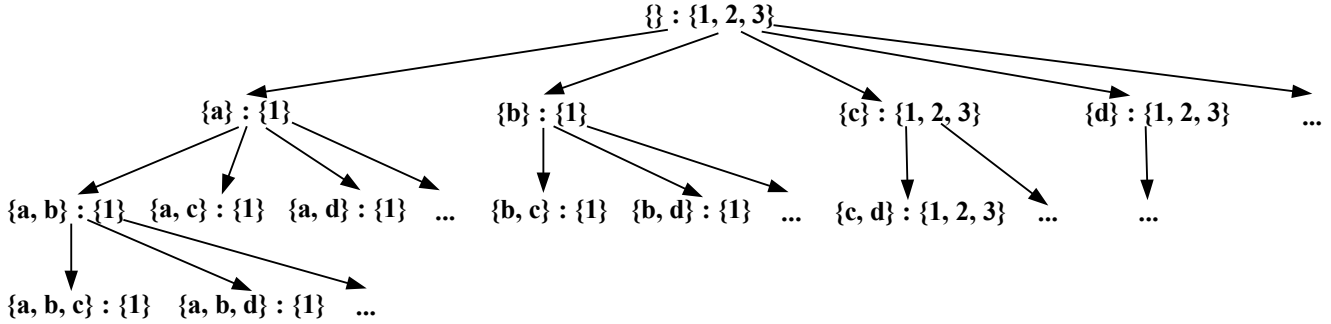 {} : {1, 2, 3}
{a} : {1} {b} : {1} {c} : {1, 2, 3} {d} : {1, 2, 3} ...
{a, b} : {1} {a, c} : {1} {a, d} : {1} ... {b, c} : {1} {b, d} : {1} ... {c, d} : {1, 2, 3} ... ...
{a, b, c} : {1} {a, b, d} : {1} ...